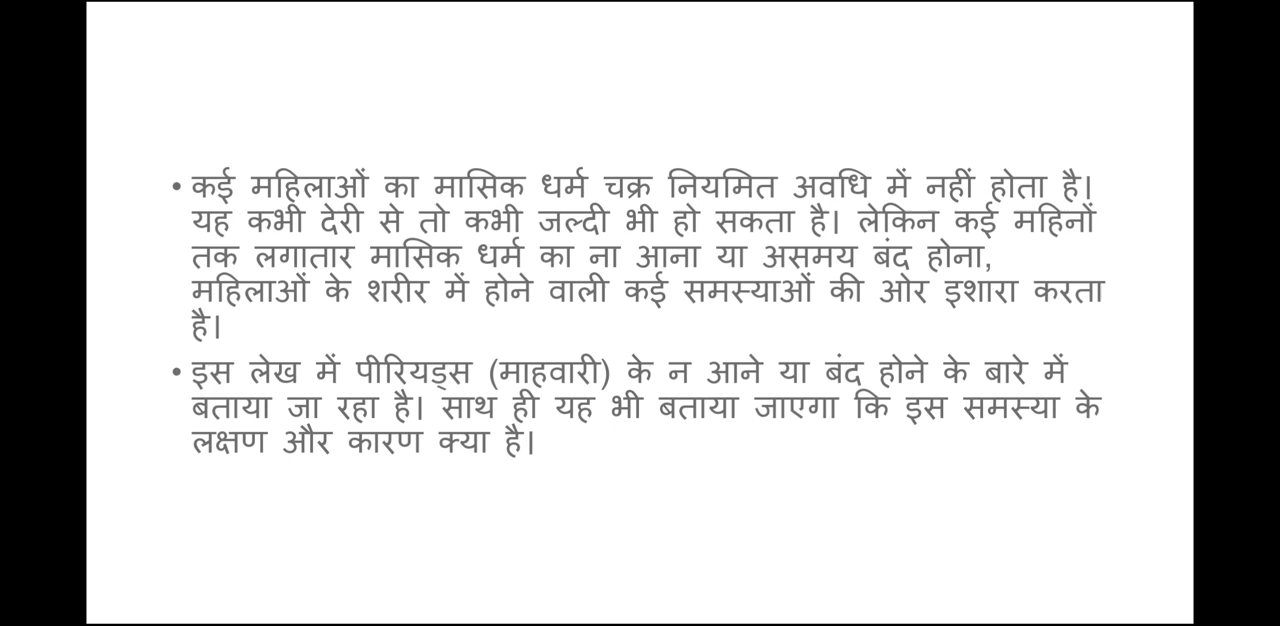 • कई महिलाओं का मासिक धर्म चक्र नियमित अवधि में नहीं होता है।
यह कभी देरी से तो कभी जल्दी भी हो सकता है। लेकिन कई महिनों
तक लगातार मासिक धर्म का ना आना या असमय बंद होना,
महिलाओं के शरीर में होने वाली कई समस्याओं की ओर इशारा करता
है।
• इस लेख में पीरियड्स (माहवारी) के न आने या बंद होने के बारे में
बताया जा रहा है। साथ ही यह भी बताया जाएगा कि इस समस्या के
लक्षण और कारण क्या है।